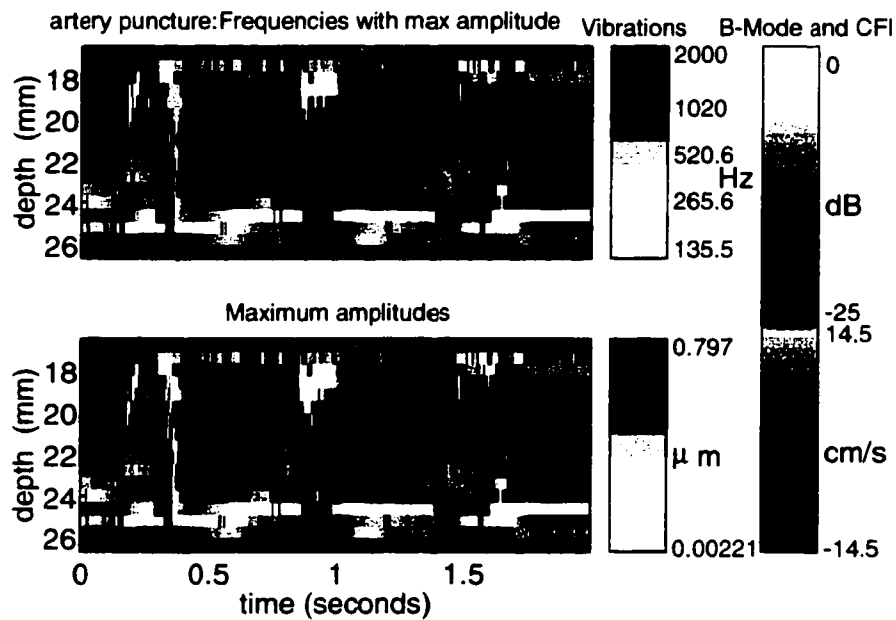 artery puncture:Frequencies with max amplitude
Vibrations
B-Mode and CFI
18
20
22
24
26
depth (mm)
2000
1020
520.6
Hz
265.6
135.5
0
dB
-25
14.5
cm/s
-14.5
Maximum amplitudes
18
20
22
24
26
depth (mm)
0.797
μ m
0.00221
0
0.5
1
1.5
time (seconds)